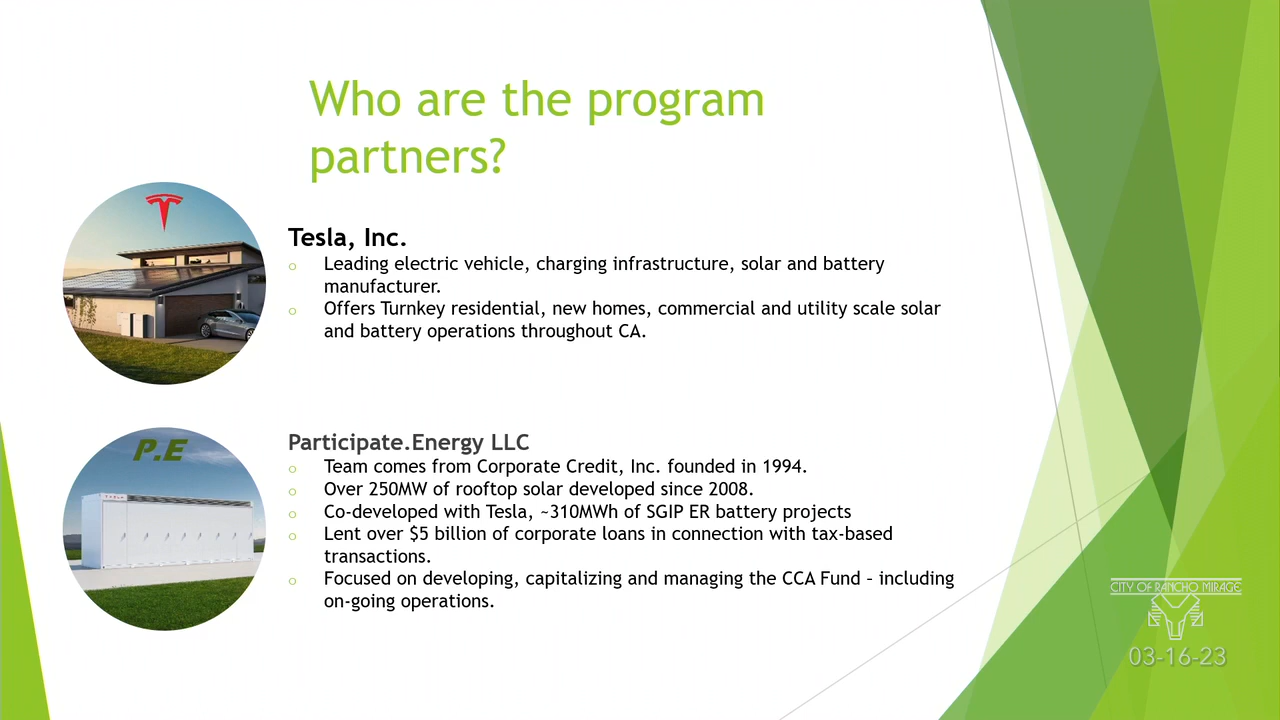 Who are the program
partners?
Tesla, Inc.
o Leading electric vehicle, charging infrastructure, solar and battery
manufacturer.
o Offers Turnkey residential, new homes, commercial and utility scale solar
and battery operations throughout CA.
P.E
TESLA
Participate.Energy LLC
o Team comes from Corporate Credit, Inc. founded in 1994.
o Over 250MW of rooftop solar developed since 2008.
o Co-developed with Tesla, ~310MWh of SGIP ER battery projects
o Lent over $5 billion of corporate loans in connection with tax-based
transactions.
o Focused on developing, capitalizing and managing the CCA Fund – including
on-going operations.
CITY OF RANCHO MIRAGE
03-16-23